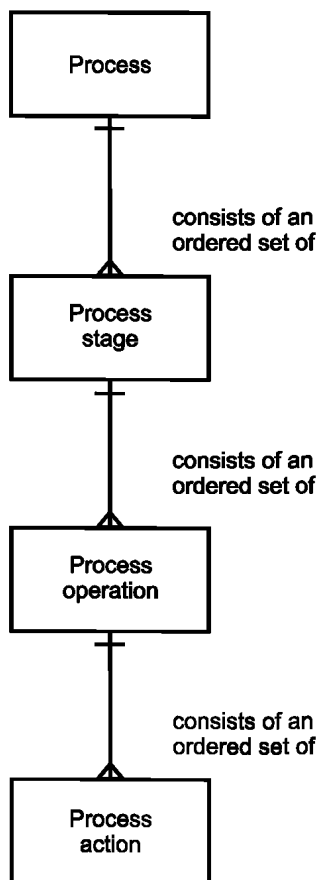 Process
consists of an
ordered set of
Process
stage
consists of an
ordered set of
Process
operation
consists of an
ordered set of
Process
action